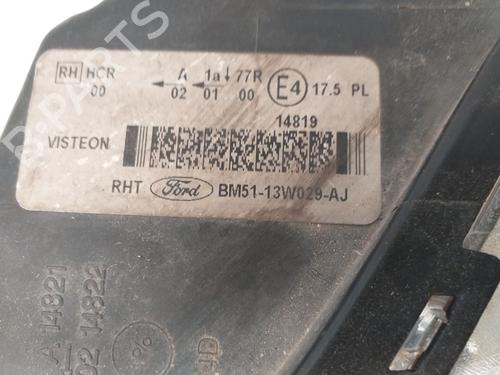 RH HCR A 1a 77R E4 17.5 PL
00 02 01 00
14819
VISTEON
RHT Ford BM51-13W029-AJ
A 14821
02 14822
%
B-PARTS